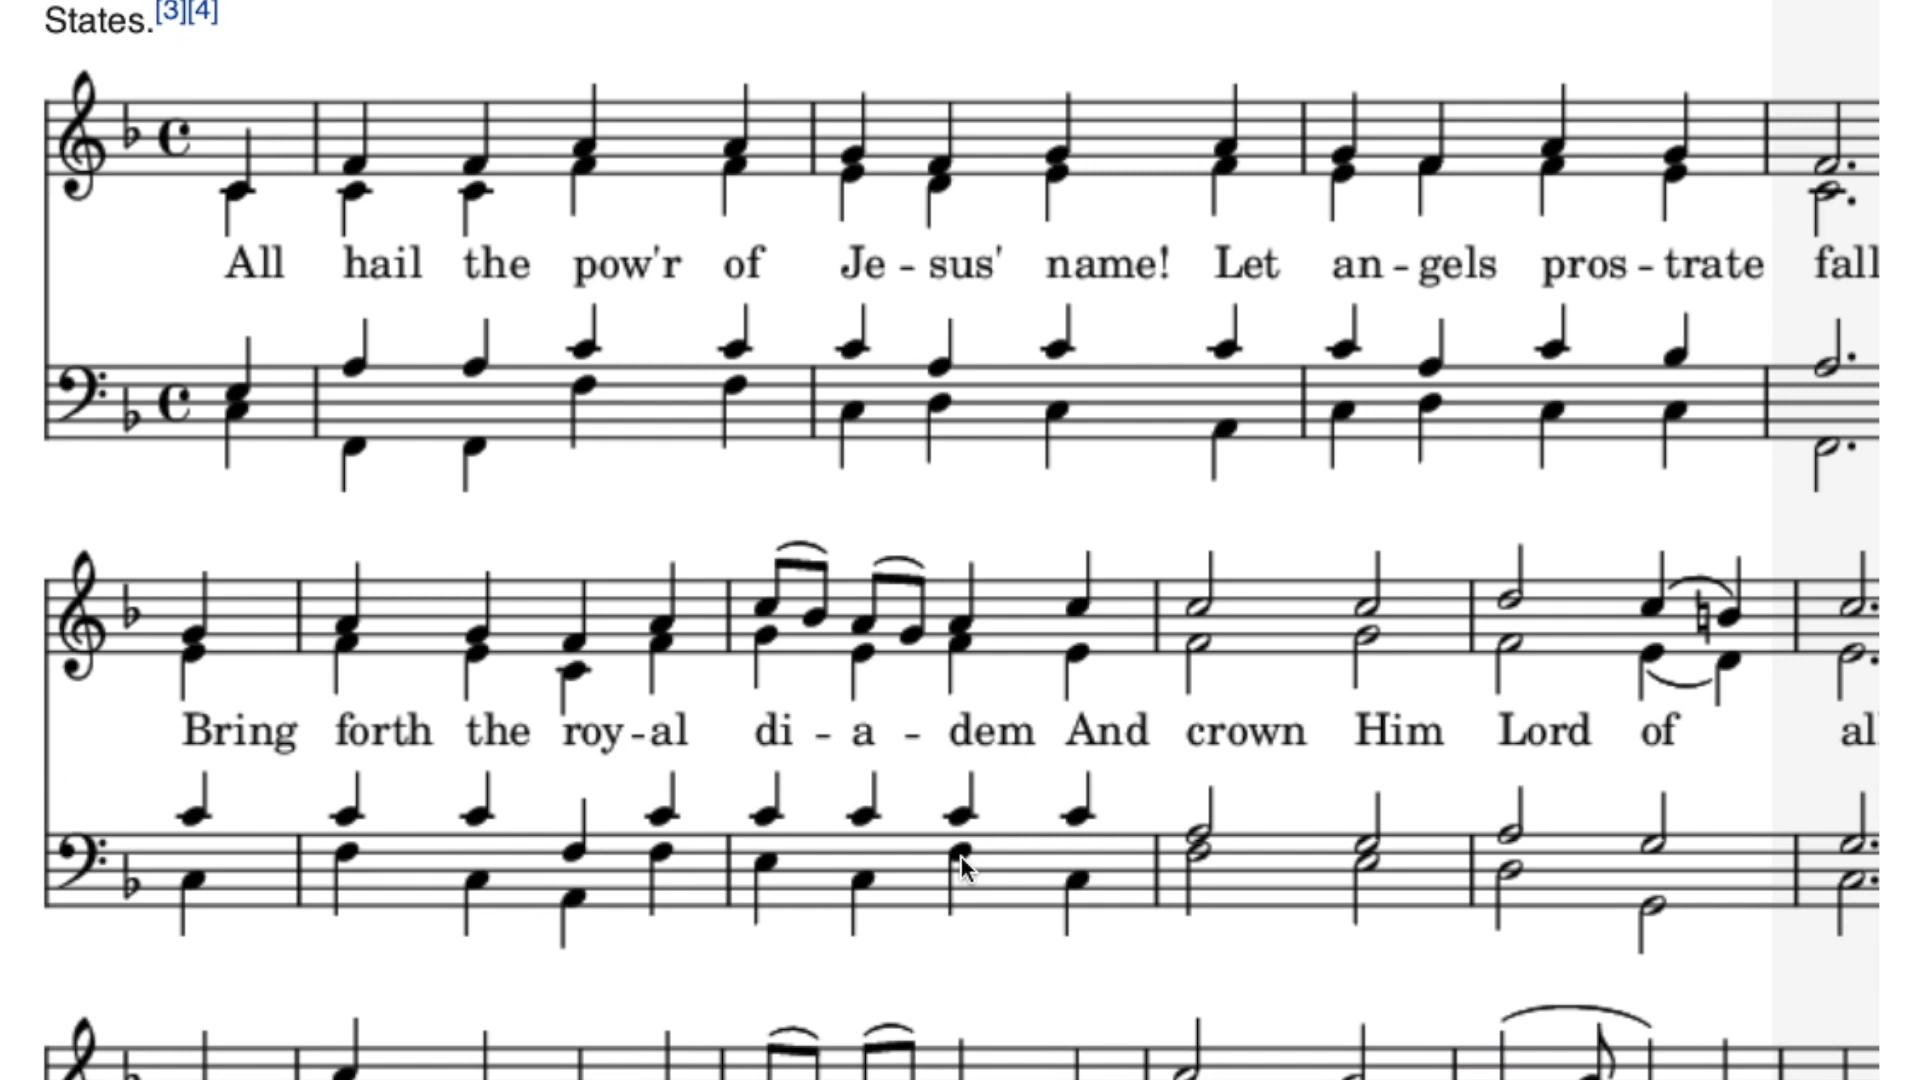 States.[3][4]
All hail the pow'r of Je - sus' name! Let an - gels pros - trate fall
Bring forth the roy - al di - a - dem And crown Him Lord of al